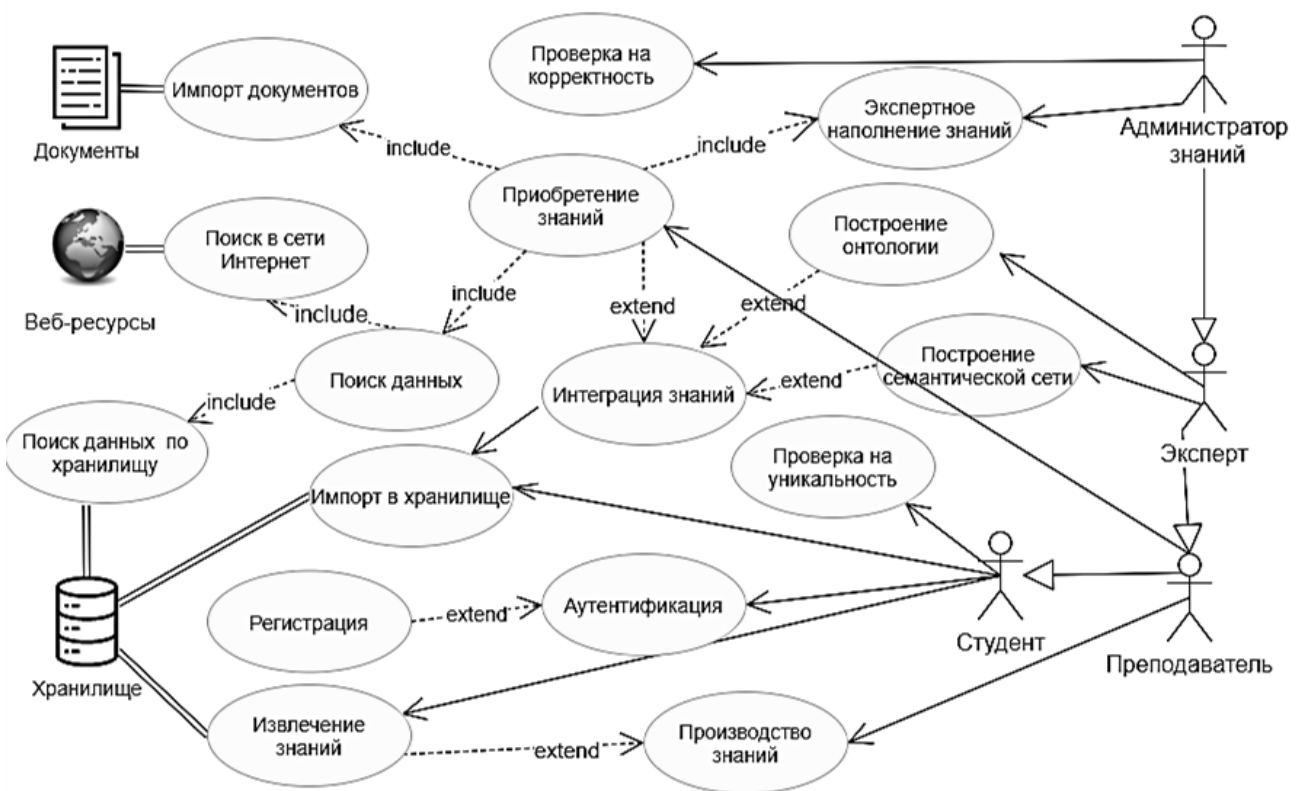 Проверка на
корректность
Импорт документов
Экспертное
наполнение знаний
Администратор
знаний
Документы
include
include
Приобретение
знаний
Поиск в сети
Интернет
Построение
онтологии
include
extend
extend
Веб-ресурсы
include
Поиск данных
Интеграция знаний
extend
Построение
семантической сети
include
Поиск данных по
хранилищу
Проверка на
уникальность
Эксперт
Импорт в хранилище
Регистрация
extend
Аутентификация
Студент
Преподаватель
Хранилище
Извлечение
знаний
extend
Производство
знаний